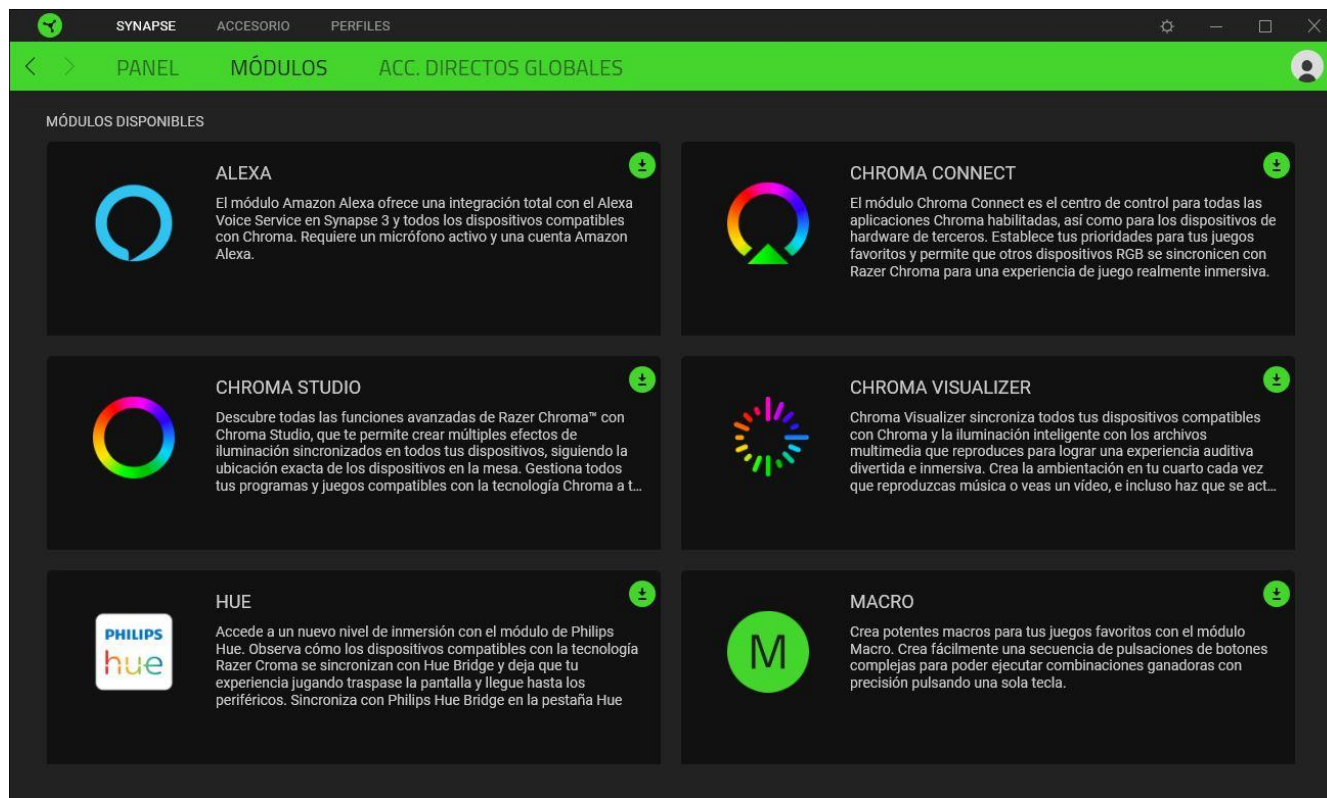 SYNAPSE ACCESORIO PERFILES
PANEL MÓDULOS ACC. DIRECTOS GLOBALES
MÓDULOS DISPONIBLES
ALEXA
El módulo Amazon Alexa ofrece una integración total con el Alexa
Voice Service en Synapse 3 y todos los dispositivos compatibles
con Chroma. Requiere un micrófono activo y una cuenta Amazon
Alexa.
CHROMA CONNECT
El módulo Chroma Connect es el centro de control para todas las
aplicaciones Chroma habilitadas, así como para los dispositivos de
hardware de terceros. Establece tus prioridades para tus juegos
favoritos y permite que otros dispositivos RGB se sincronicen con
Razer Chroma para una experiencia de juego realmente inmersiva.
CHROMA STUDIO
Descubre todas las funciones avanzadas de Razer Chroma™ con
Chroma Studio, que te permite crear múltiples efectos de
iluminación sincronizados en todos tus dispositivos, siguiendo la
ubicación exacta de los dispositivos en la mesa. Gestiona todos
tus programas y juegos compatibles con la tecnología Chroma a t...
CHROMA VISUALIZER
Chroma Visualizer sincroniza todos tus dispositivos compatibles
con Chroma y la iluminación inteligente con los archivos
multimedia que reproduces para lograr una experiencia auditiva
divertida e inmersiva. Crea la ambientación en tu cuarto cada vez
que reproduzcas música o veas un vídeo, e incluso haz que se act...
PHILIPS
hue
HUE
Accede a un nuevo nivel de inmersión con el módulo de Philips
Hue. Observa cómo los dispositivos compatibles con la tecnología
Razer Croma se sincronizan con Hue Bridge y deja que tu
experiencia jugando traspase la pantalla y llegue hasta los
periféricos. Sincroniza con Philips Hue Bridge en la pestaña Hue
M
MACRO
Crea potentes macros para tus juegos favoritos con el módulo
Macro. Crea fácilmente una secuencia de pulsaciones de botones
complejas para poder ejecutar combinaciones ganadoras con
precisión pulsando una sola tecla.